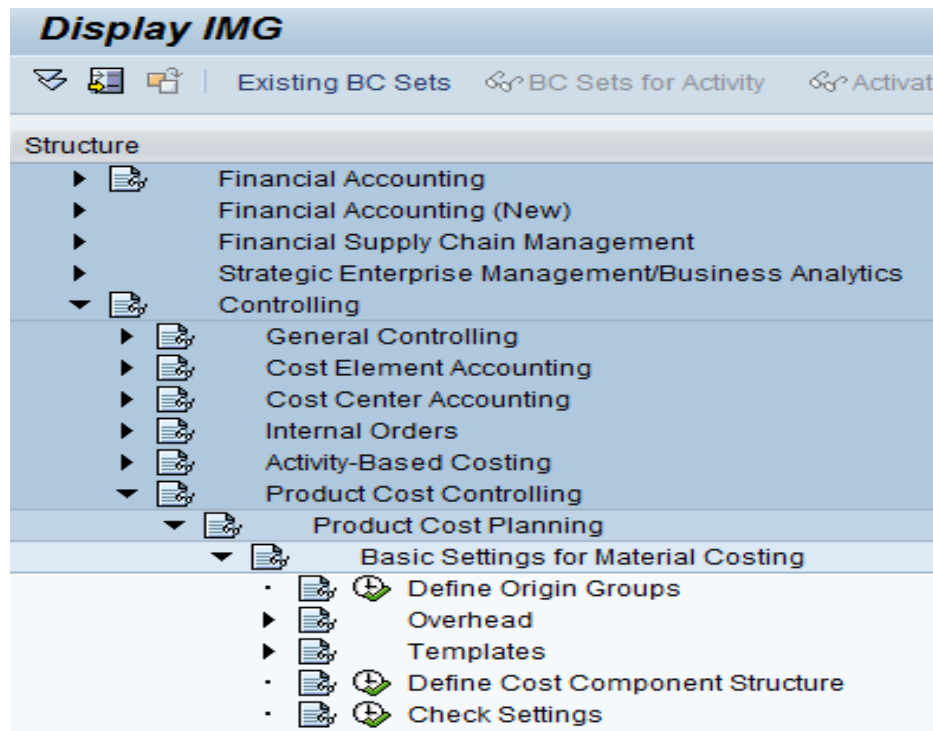 Display IMG
Existing BC Sets BC Sets for Activity Activat
Structure
Financial Accounting
Financial Accounting (New)
Financial Supply Chain Management
Strategic Enterprise Management/Business Analytics
Controlling
General Controlling
Cost Element Accounting
Cost Center Accounting
Internal Orders
Activity-Based Costing
Product Cost Controlling
Product Cost Planning
Basic Settings for Material Costing
Define Origin Groups
Overhead
Templates
Define Cost Component Structure
Check Settings